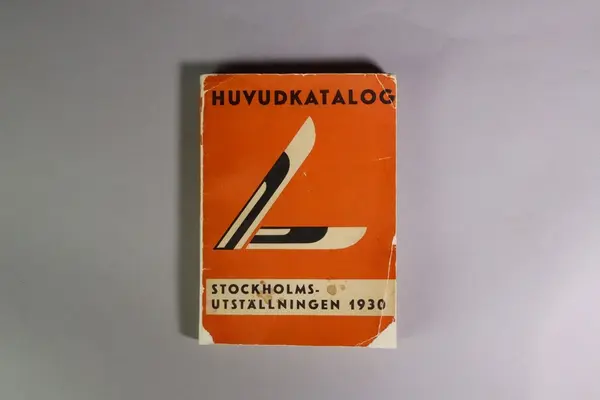 HUVUDKATALOG
STOCKHOLMS-
UTSTÄLLNINGEN 1930